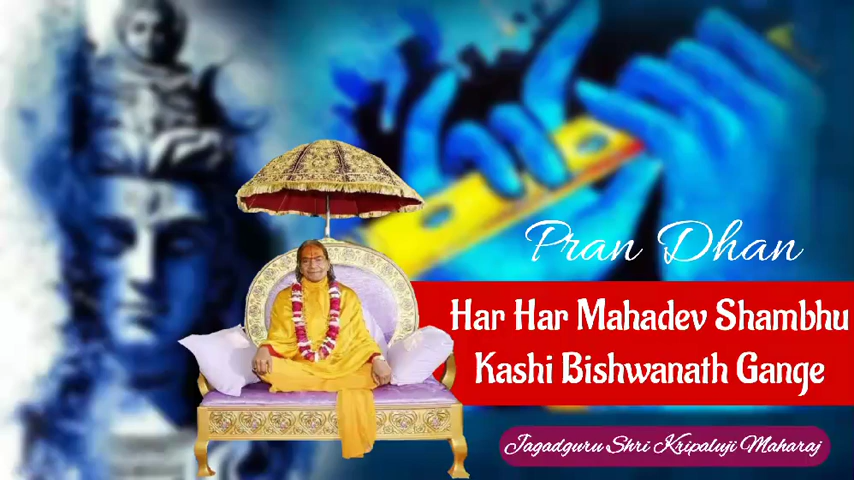 Pran Dhan
Har Har Mahadev Shambhu
Kashi Bishwanath Gange
Jagadguru Shri Kripaluji Maharaj